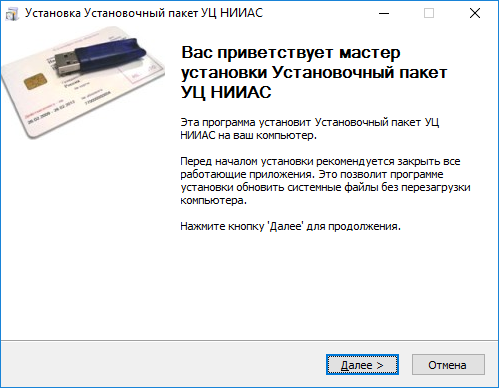 Установка Установочный пакет УЦ НИИАС
Вас приветствует мастер
установки Установочный пакет
УЦ НИИАС
Эта программа установит Установочный пакет УЦ
НИИАС на ваш компьютер.
Перед началом установки рекомендуется закрыть все
работающие приложения. Это позволит программе
установки обновить системные файлы без перезагрузки
компьютера.
Нажмите кнопку 'Далее' для продолжения.
Далее >
Отмена